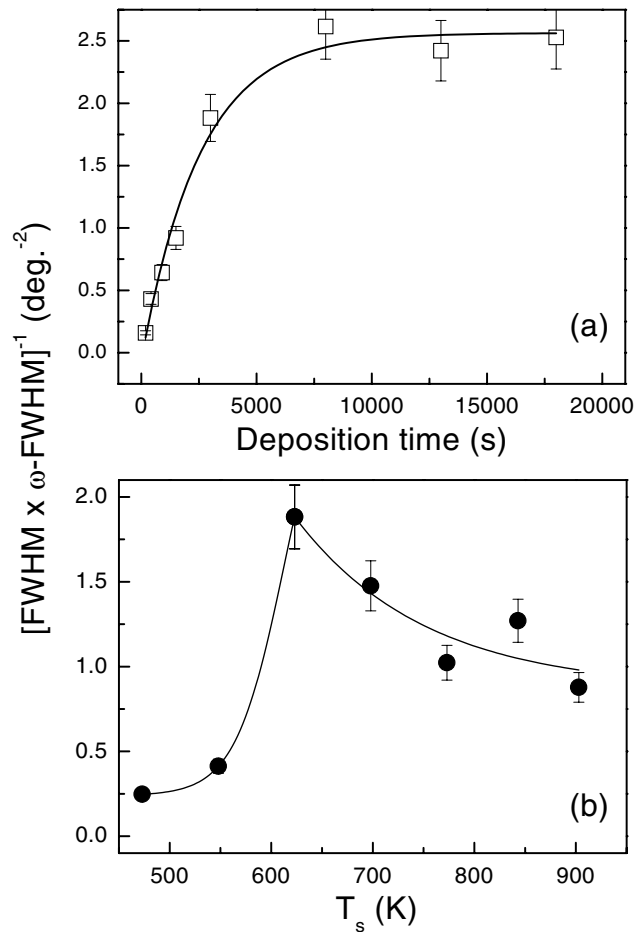 [FWHM x ω-FWHM]⁻¹ (deg.⁻²)
2.5
2.0
1.5
1.0
0.5
0.0
(a)
0 5000 10000 15000 20000
Deposition time (s)
2.0
1.5
1.0
0.5
0.0
(b)
500 600 700 800 900
Tₛ (K)